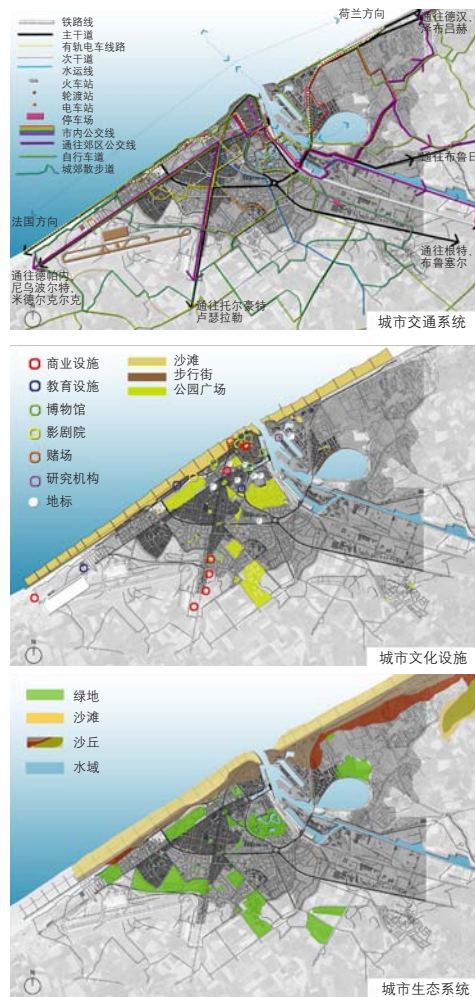 铁路线
主干道
有轨电车线路
次干道
水运线
火车站
轮渡站
电车站
停车场
市内公交线
通往郊区公交线
自行车道
城郊散步道
荷兰方向
通往德汉、
泽布吕赫
通往布鲁日
法国方向
通往德帕内、
尼乌波尔特、
米德尔克尔克
通往托尔豪特
卢瑟拉勒
通往根特、
布鲁塞尔
N
城市交通系统
商业设施
教育设施
博物馆
影剧院
赌场
研究机构
地标
沙滩
步行街
公园广场
N
城市文化设施
绿地
沙滩
沙丘
水域
N
城市生态系统